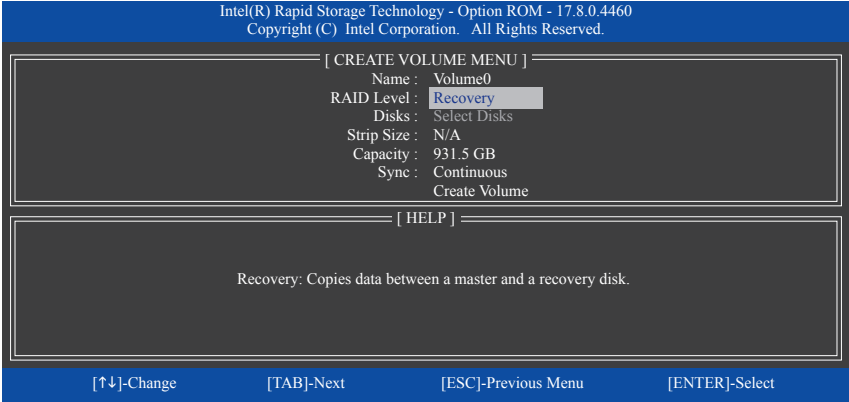 Intel(R) Rapid Storage Technology - Option ROM - 17.8.0.4460
Copyright (C) Intel Corporation. All Rights Reserved.
[ CREATE VOLUME MENU ]
Name : Volume0
RAID Level : Recovery
Disks : Select Disks
Strip Size : N/A
Capacity : 931.5 GB
Sync : Continuous
Create Volume
[ HELP ]
Recovery: Copies data between a master and a recovery disk.
[↑↓]-Change [TAB]-Next [ESC]-Previous Menu [ENTER]-Select